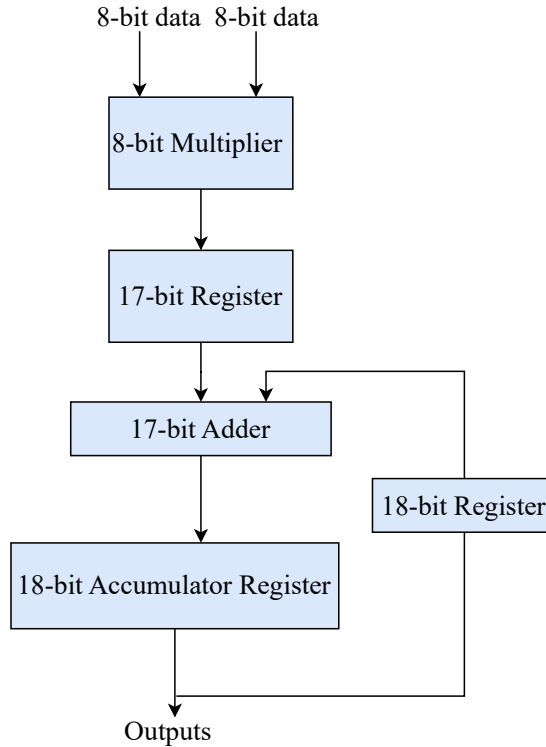 8-bit data 8-bit data
8-bit Multiplier
17-bit Register
17-bit Adder
18-bit Register
18-bit Accumulator Register
Outputs